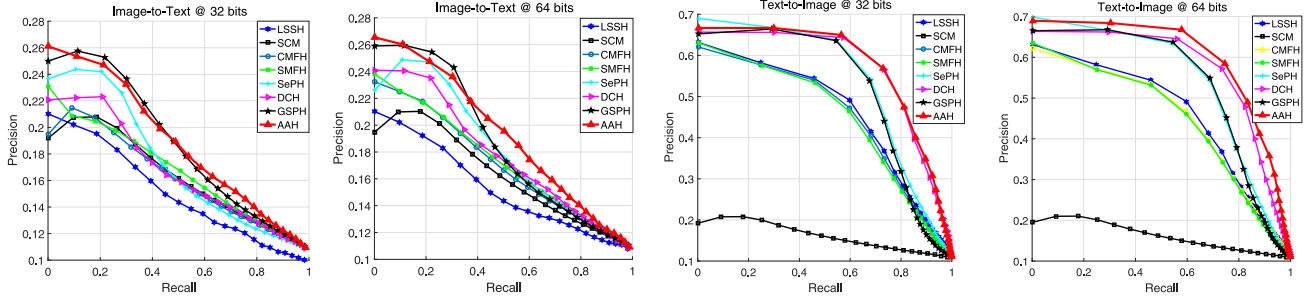 Image-to-Text @ 32 bits
0.28
0.26
0.24
0.22
0.2
0.18
0.16
0.14
0.12
0.1
Precision
0
0.2
0.4
0.6
0.8
1
Recall
LSSH
SCM
CMFH
SMFH
SePH
DCH
GSPH
AAH
Image-to-Text @ 64 bits
0.28
0.26
0.24
0.22
0.2
0.18
0.16
0.14
0.12
0.1
Precision
0
0.2
0.4
0.6
0.8
1
Recall
LSSH
SCM
CMFH
SMFH
SePH
DCH
GSPH
AAH
Text-to-Image @ 32 bits
0.7
0.6
0.5
0.4
0.3
0.2
0.1
Precision
0
0.2
0.4
0.6
0.8
1
Recall
LSSH
SCM
CMFH
SMFH
SePH
DCH
GSPH
AAH
Text-to-Image @ 64 bits
0.7
0.6
0.5
0.4
0.3
0.2
0.1
Precision
0
0.2
0.4
0.6
0.8
1
Recall
LSSH
SCM
CMFH
SMFH
SePH
DCH
GSPH
AAH